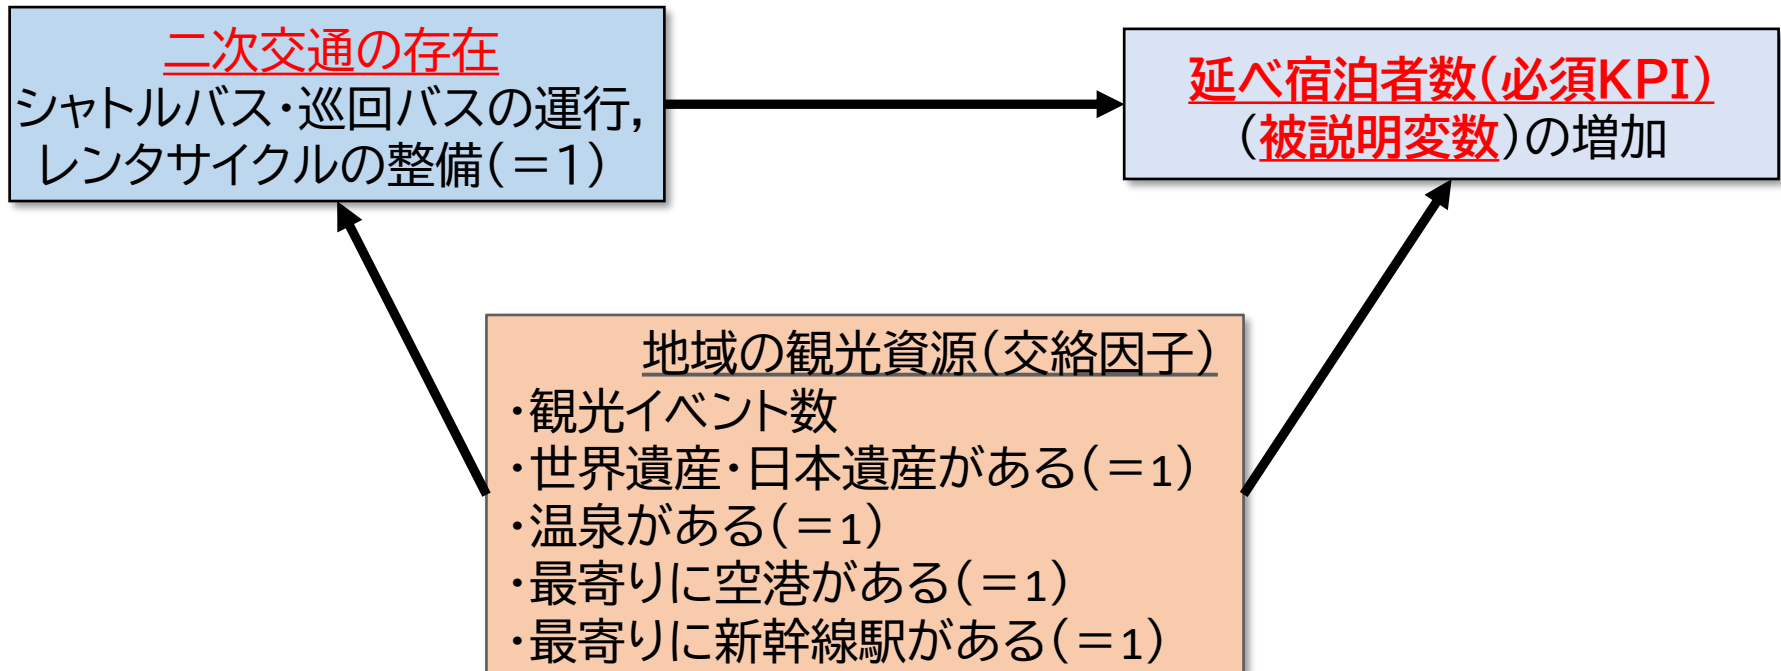 二次交通の存在
シャトルバス・巡回バスの運行,
レンタサイクルの整備(＝1)
延べ宿泊者数(必須KPI)
(被説明変数)の増加
地域の観光資源(交絡因子)
・観光イベント数
・世界遺産・日本遺産がある(＝1)
・温泉がある(＝1)
・最寄りに空港がある(＝1)
・最寄りに新幹線駅がある(＝1)